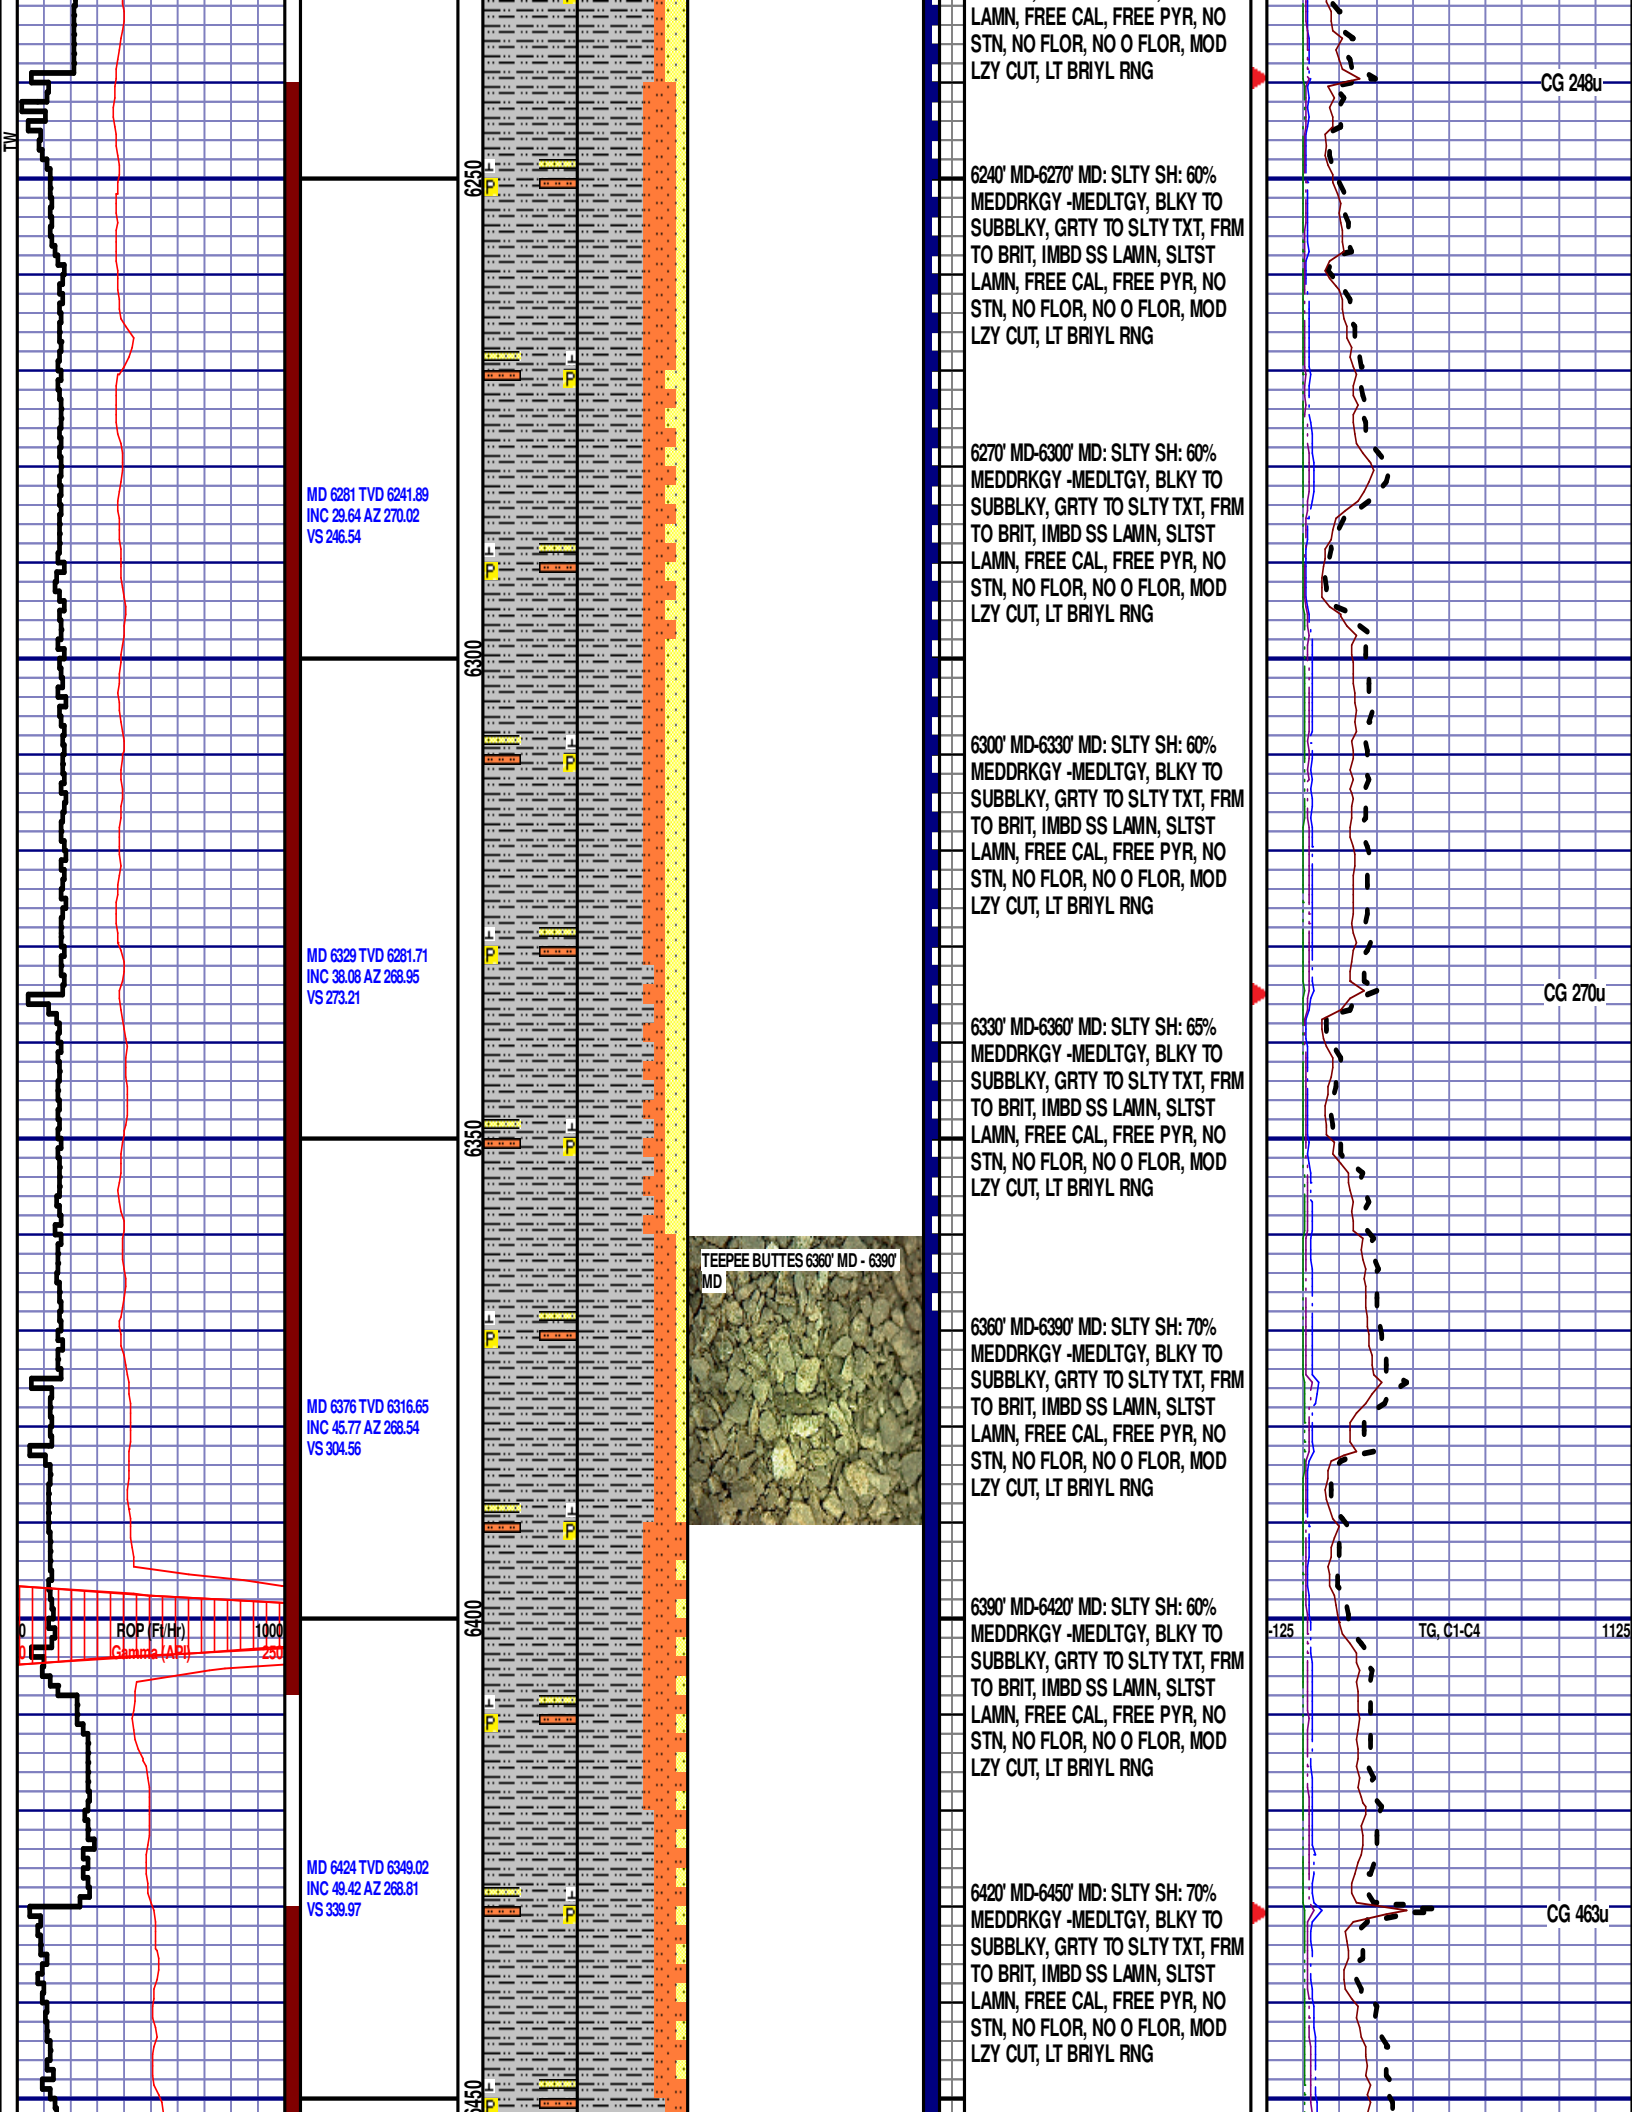 LAMN, FREE CAL, FREE PYR, NO
STN, NO FLOR, NO O FLOR, MOD
LZY CUT, LT BRIYL RNG
CG 248u
TW
6250
6240' MD-6270' MD: SLTY SH: 60%
MEDDRKGY -MEDLTGY, BLKY TO
SUBBLKY, GRTY TO SLTY TXT, FRM
TO BRIT, IMBD SS LAMN, SLTST
LAMN, FREE CAL, FREE PYR, NO
STN, NO FLOR, NO O FLOR, MOD
LZY CUT, LT BRIYL RNG
P
P
MD 6281 TVD 6241.89
INC 29.64 AZ 270.02
VS 246.54
6270' MD-6300' MD: SLTY SH: 60%
MEDDRKGY -MEDLTGY, BLKY TO
SUBBLKY, GRTY TO SLTY TXT, FRM
TO BRIT, IMBD SS LAMN, SLTST
LAMN, FREE CAL, FREE PYR, NO
STN, NO FLOR, NO O FLOR, MOD
LZY CUT, LT BRIYL RNG
P
6300
6300' MD-6330' MD: SLTY SH: 60%
MEDDRKGY -MEDLTGY, BLKY TO
SUBBLKY, GRTY TO SLTY TXT, FRM
TO BRIT, IMBD SS LAMN, SLTST
LAMN, FREE CAL, FREE PYR, NO
STN, NO FLOR, NO O FLOR, MOD
LZY CUT, LT BRIYL RNG
P
P
MD 6329 TVD 6281.71
INC 38.08 AZ 268.95
VS 273.21
CG 270u
6330' MD-6360' MD: SLTY SH: 65%
MEDDRKGY -MEDLTGY, BLKY TO
SUBBLKY, GRTY TO SLTY TXT, FRM
TO BRIT, IMBD SS LAMN, SLTST
LAMN, FREE CAL, FREE PYR, NO
STN, NO FLOR, NO O FLOR, MOD
LZY CUT, LT BRIYL RNG
6350
P
TEEPEE BUTTES 6360' MD - 6390'
MD
P
6360' MD-6390' MD: SLTY SH: 70%
MEDDRKGY -MEDLTGY, BLKY TO
SUBBLKY, GRTY TO SLTY TXT, FRM
TO BRIT, IMBD SS LAMN, SLTST
LAMN, FREE CAL, FREE PYR, NO
STN, NO FLOR, NO O FLOR, MOD
LZY CUT, LT BRIYL RNG
MD 6376 TVD 6316.65
INC 45.77 AZ 268.54
VS 304.56
P
6400
0 ROP (Ft/Hr) 1000
0 Gamma (API) 250
-125 TG, C1-C4 1125
6390' MD-6420' MD: SLTY SH: 60%
MEDDRKGY -MEDLTGY, BLKY TO
SUBBLKY, GRTY TO SLTY TXT, FRM
TO BRIT, IMBD SS LAMN, SLTST
LAMN, FREE CAL, FREE PYR, NO
STN, NO FLOR, NO O FLOR, MOD
LZY CUT, LT BRIYL RNG
P
MD 6424 TVD 6349.02
INC 49.42 AZ 268.81
VS 339.97
P
CG 463u
6420' MD-6450' MD: SLTY SH: 70%
MEDDRKGY -MEDLTGY, BLKY TO
SUBBLKY, GRTY TO SLTY TXT, FRM
TO BRIT, IMBD SS LAMN, SLTST
LAMN, FREE CAL, FREE PYR, NO
STN, NO FLOR, NO O FLOR, MOD
LZY CUT, LT BRIYL RNG
6450
P